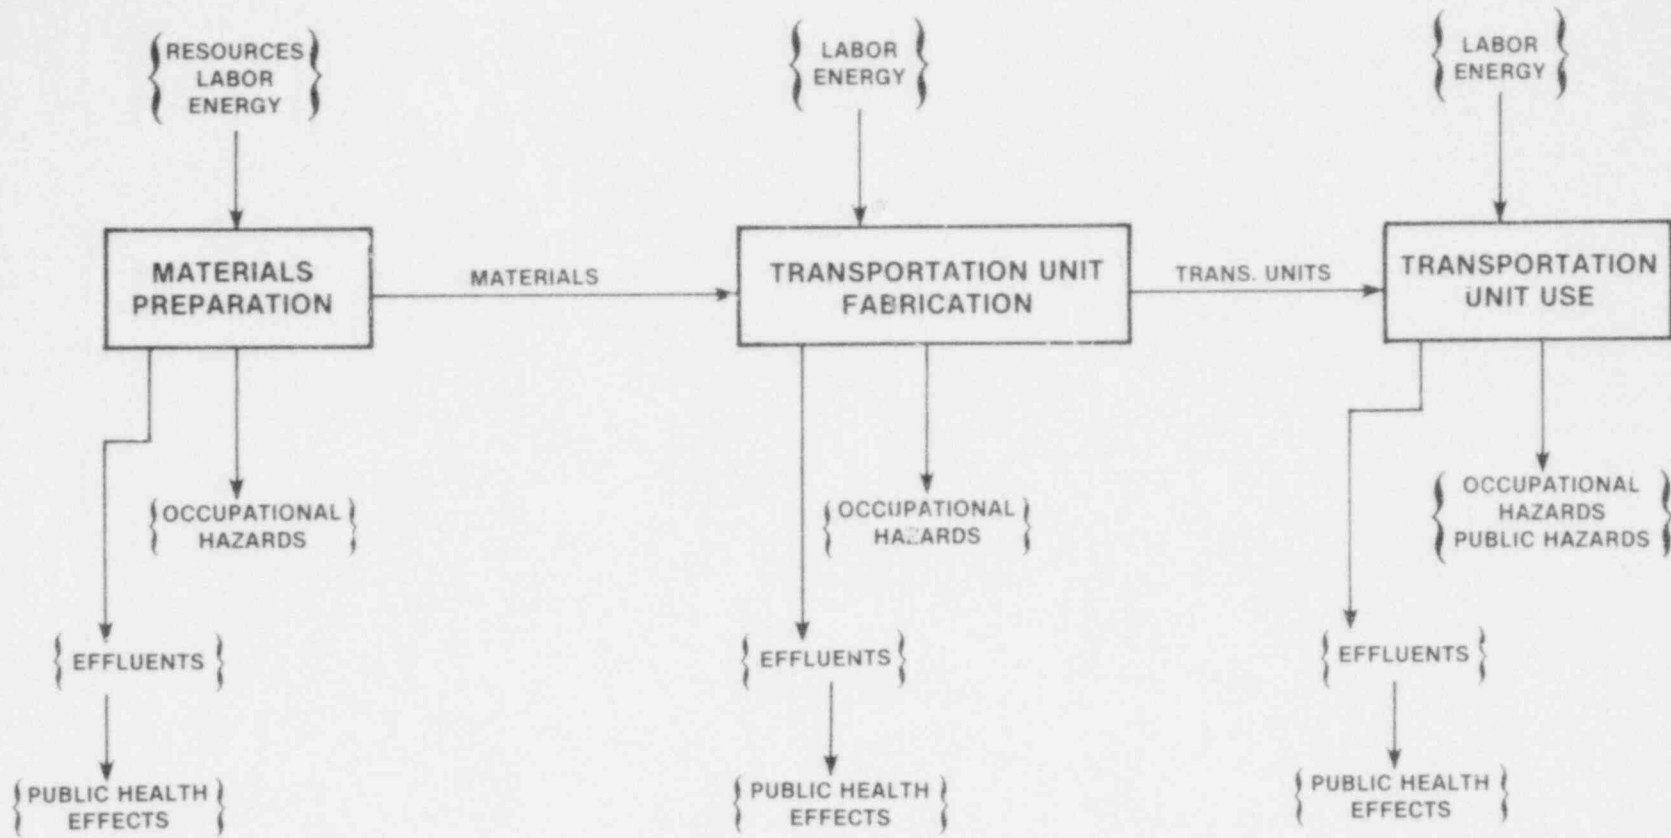 RESOURCES
LABOR
ENERGY
LABOR
ENERGY
LABOR
ENERGY
MATERIALS
PREPARATION
MATERIALS
TRANSPORTATION UNIT
FABRICATION
TRANS. UNITS
TRANSPORTATION
UNIT USE
OCCUPATIONAL
HAZARDS
OCCUPATIONAL
HAZARDS
OCCUPATIONAL
HAZARDS
PUBLIC HAZARDS
EFFLUENTS
EFFLUENTS
EFFLUENTS
PUBLIC HEALTH
EFFECTS
PUBLIC HEALTH
EFFECTS
PUBLIC HEALTH
EFFECTS